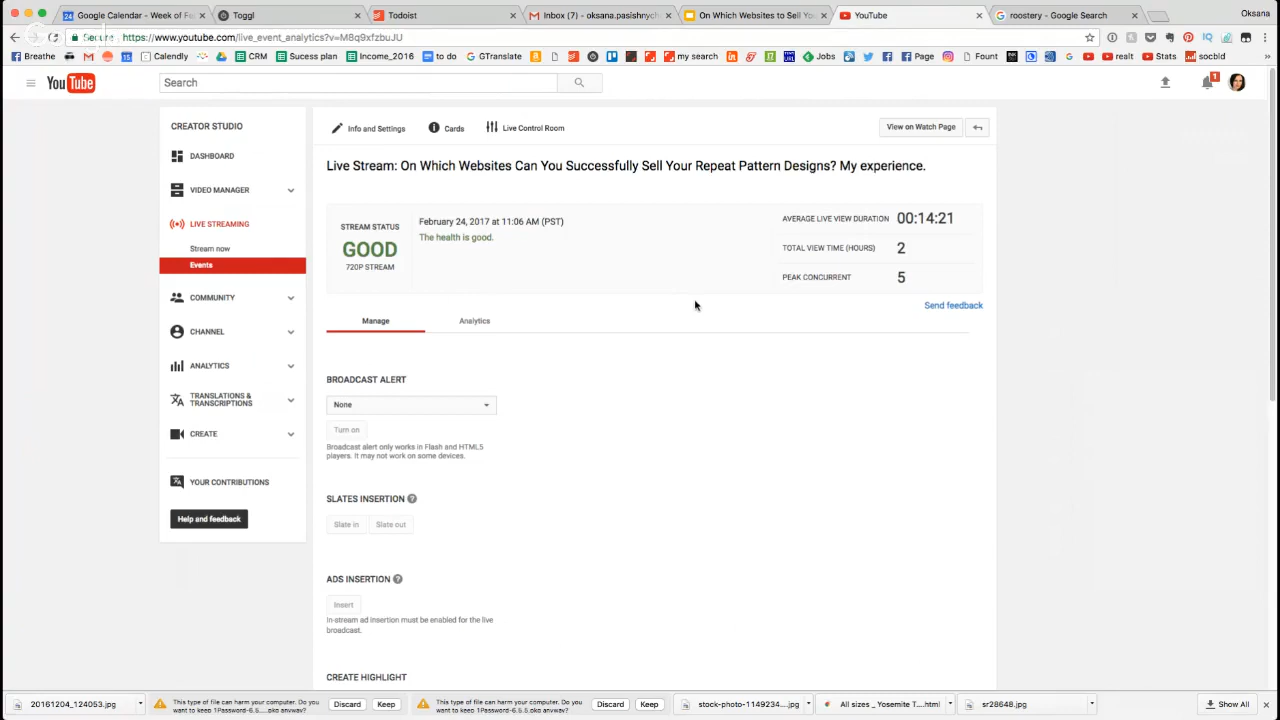 Google Calendar - Week of F
Toggl
Todoist
Inbox (7) - oksana.pasishnyc
On Which Websites to Sell Yo
YouTube
roostery - Google Search
Oksana
Secure https://www.youtube.com/live_event_analytics?v=M8q9xfzbuJU
Breathe
Calendly
CRM
Sucess plan
Income_2016
to do
GTranslate
my search
Jobs
Page
Fount
realt
Stats
socbld
»
YouTube
Search
1
CREATOR STUDIO
DASHBOARD
VIDEO MANAGER
LIVE STREAMING
Stream now
Events
COMMUNITY
CHANNEL
ANALYTICS
TRANSLATIONS &
TRANSCRIPTIONS
CREATE
YOUR CONTRIBUTIONS
Help and feedback
Info and Settings
Cards
Live Control Room
View on Watch Page
Live Stream: On Which Websites Can You Successfully Sell Your Repeat Pattern Designs? My experience.
STREAM STATUS
GOOD
720P STREAM
February 24, 2017 at 11:06 AM (PST)
The health is good.
AVERAGE LIVE VIEW DURATION 00:14:21
TOTAL VIEW TIME (HOURS) 2
PEAK CONCURRENT 5
Send feedback
Manage
Analytics
BROADCAST ALERT
None
Turn on
Broadcast alert only works in Flash and HTML5
players. It may not work on some devices.
SLATES INSERTION ?
Slate in
Slate out
ADS INSERTION ?
Insert
In-stream ad insertion must be enabled for the live
broadcast.
CREATE HIGHLIGHT
20161204_124053.jpg
This type of file can harm your computer. Do you
want to keep 1Password-6.5....pkg anyway?
Discard
Keep
This type of file can harm your computer. Do you
want to keep 1Password-6.5....pkg anyway?
Discard
Keep
stock-photo-1149234....jpg
All sizes _ Yosemite T....html
sr28648.jpg
Show All